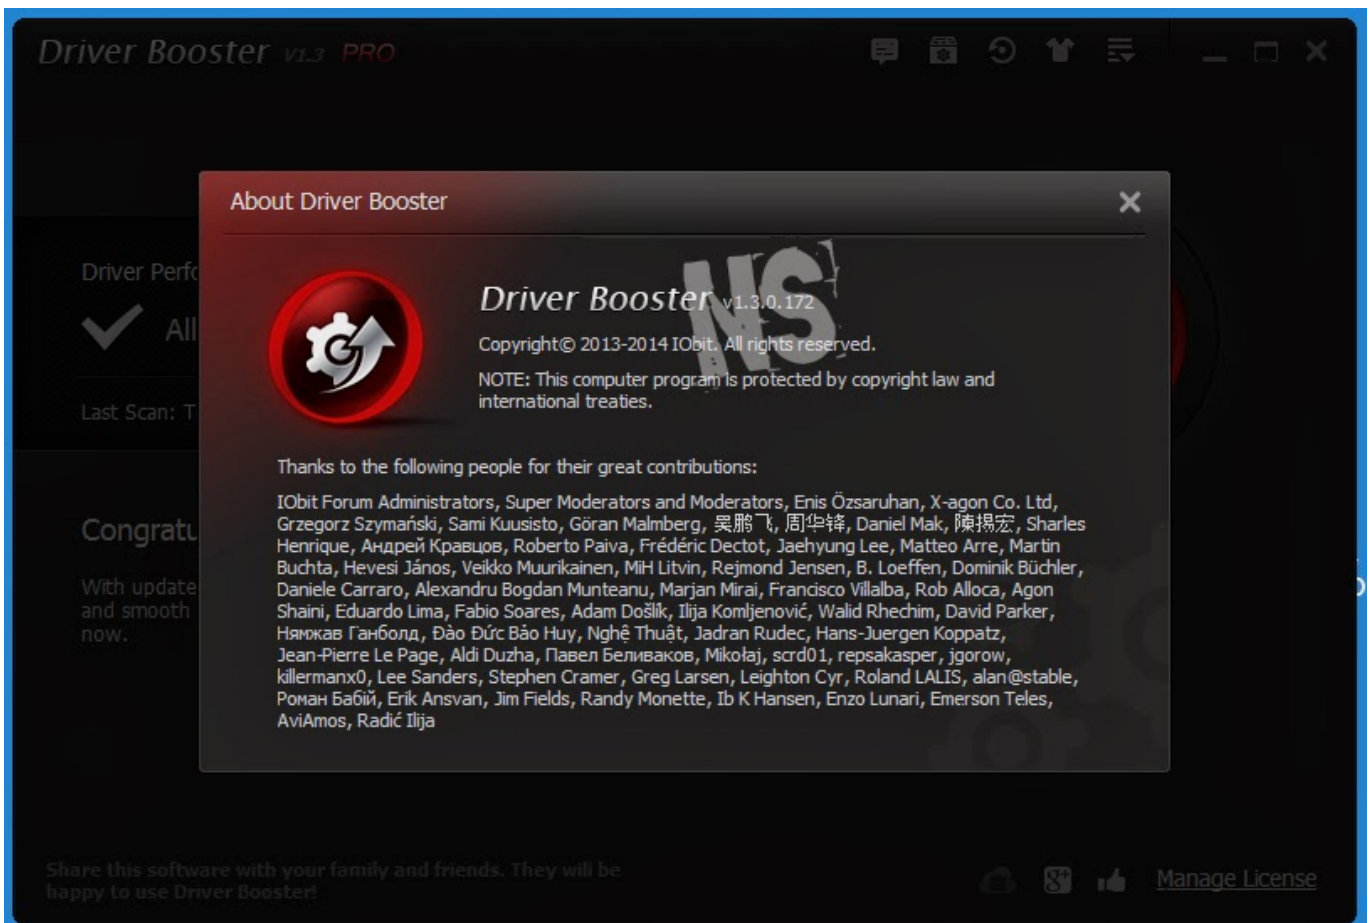 Driver Booster v1.3 PRO
About Driver Booster
Driver Perfo
All
Last Scan: T
NS
Driver Booster v1.3.0.172
Copyright© 2013-2014 IObit. All rights reserved.
NOTE: This computer program is protected by copyright law and
international treaties.
Thanks to the following people for their great contributions:
IObit Forum Administrators, Super Moderators and Moderators, Enis Özsaruhan, X-agon Co. Ltd,
Grzegorz Szymański, Sami Kuusisto, Göran Malmberg, 吴鹏飞, 周华锋, Daniel Mak, 陳揚宏, Sharles
Henrique, Андрей Кравцов, Roberto Paiva, Frédéric Dectot, Jaehyung Lee, Matteo Arre, Martin
Buchta, Hevesi János, Veikko Muurikainen, MiH Litvin, Rejmond Jensen, B. Loeffen, Dominik Büchler,
Daniele Carraro, Alexandru Bogdan Munteanu, Marjan Mirai, Francisco Villalba, Rob Alloca, Agon
Shaini, Eduardo Lima, Fabio Soares, Adam Došlík, Ilija Komljenović, Walid Rhechim, David Parker,
Нямжав Ганболд, Đào Đức Bảo Huy, Nghệ Thuật, Jadran Rudec, Hans-Juergen Koppatz,
Jean-Pierre Le Page, Aldi Duzha, Павел Беливаков, Mikołaj, scrd01, repsakasper, jgorow,
killermanx0, Lee Sanders, Stephen Cramer, Greg Larsen, Leighton Cyr, Roland LALIS, alan@stable,
Роман Бабій, Erik Ansvan, Jim Fields, Randy Monette, Ib K Hansen, Enzo Lunari, Emerson Teles,
AviAmos, Radić Ilija
Congratu
With update
and smooth
now.
Share this software with your family and friends. They will be
happy to use Driver Booster!
Manage License